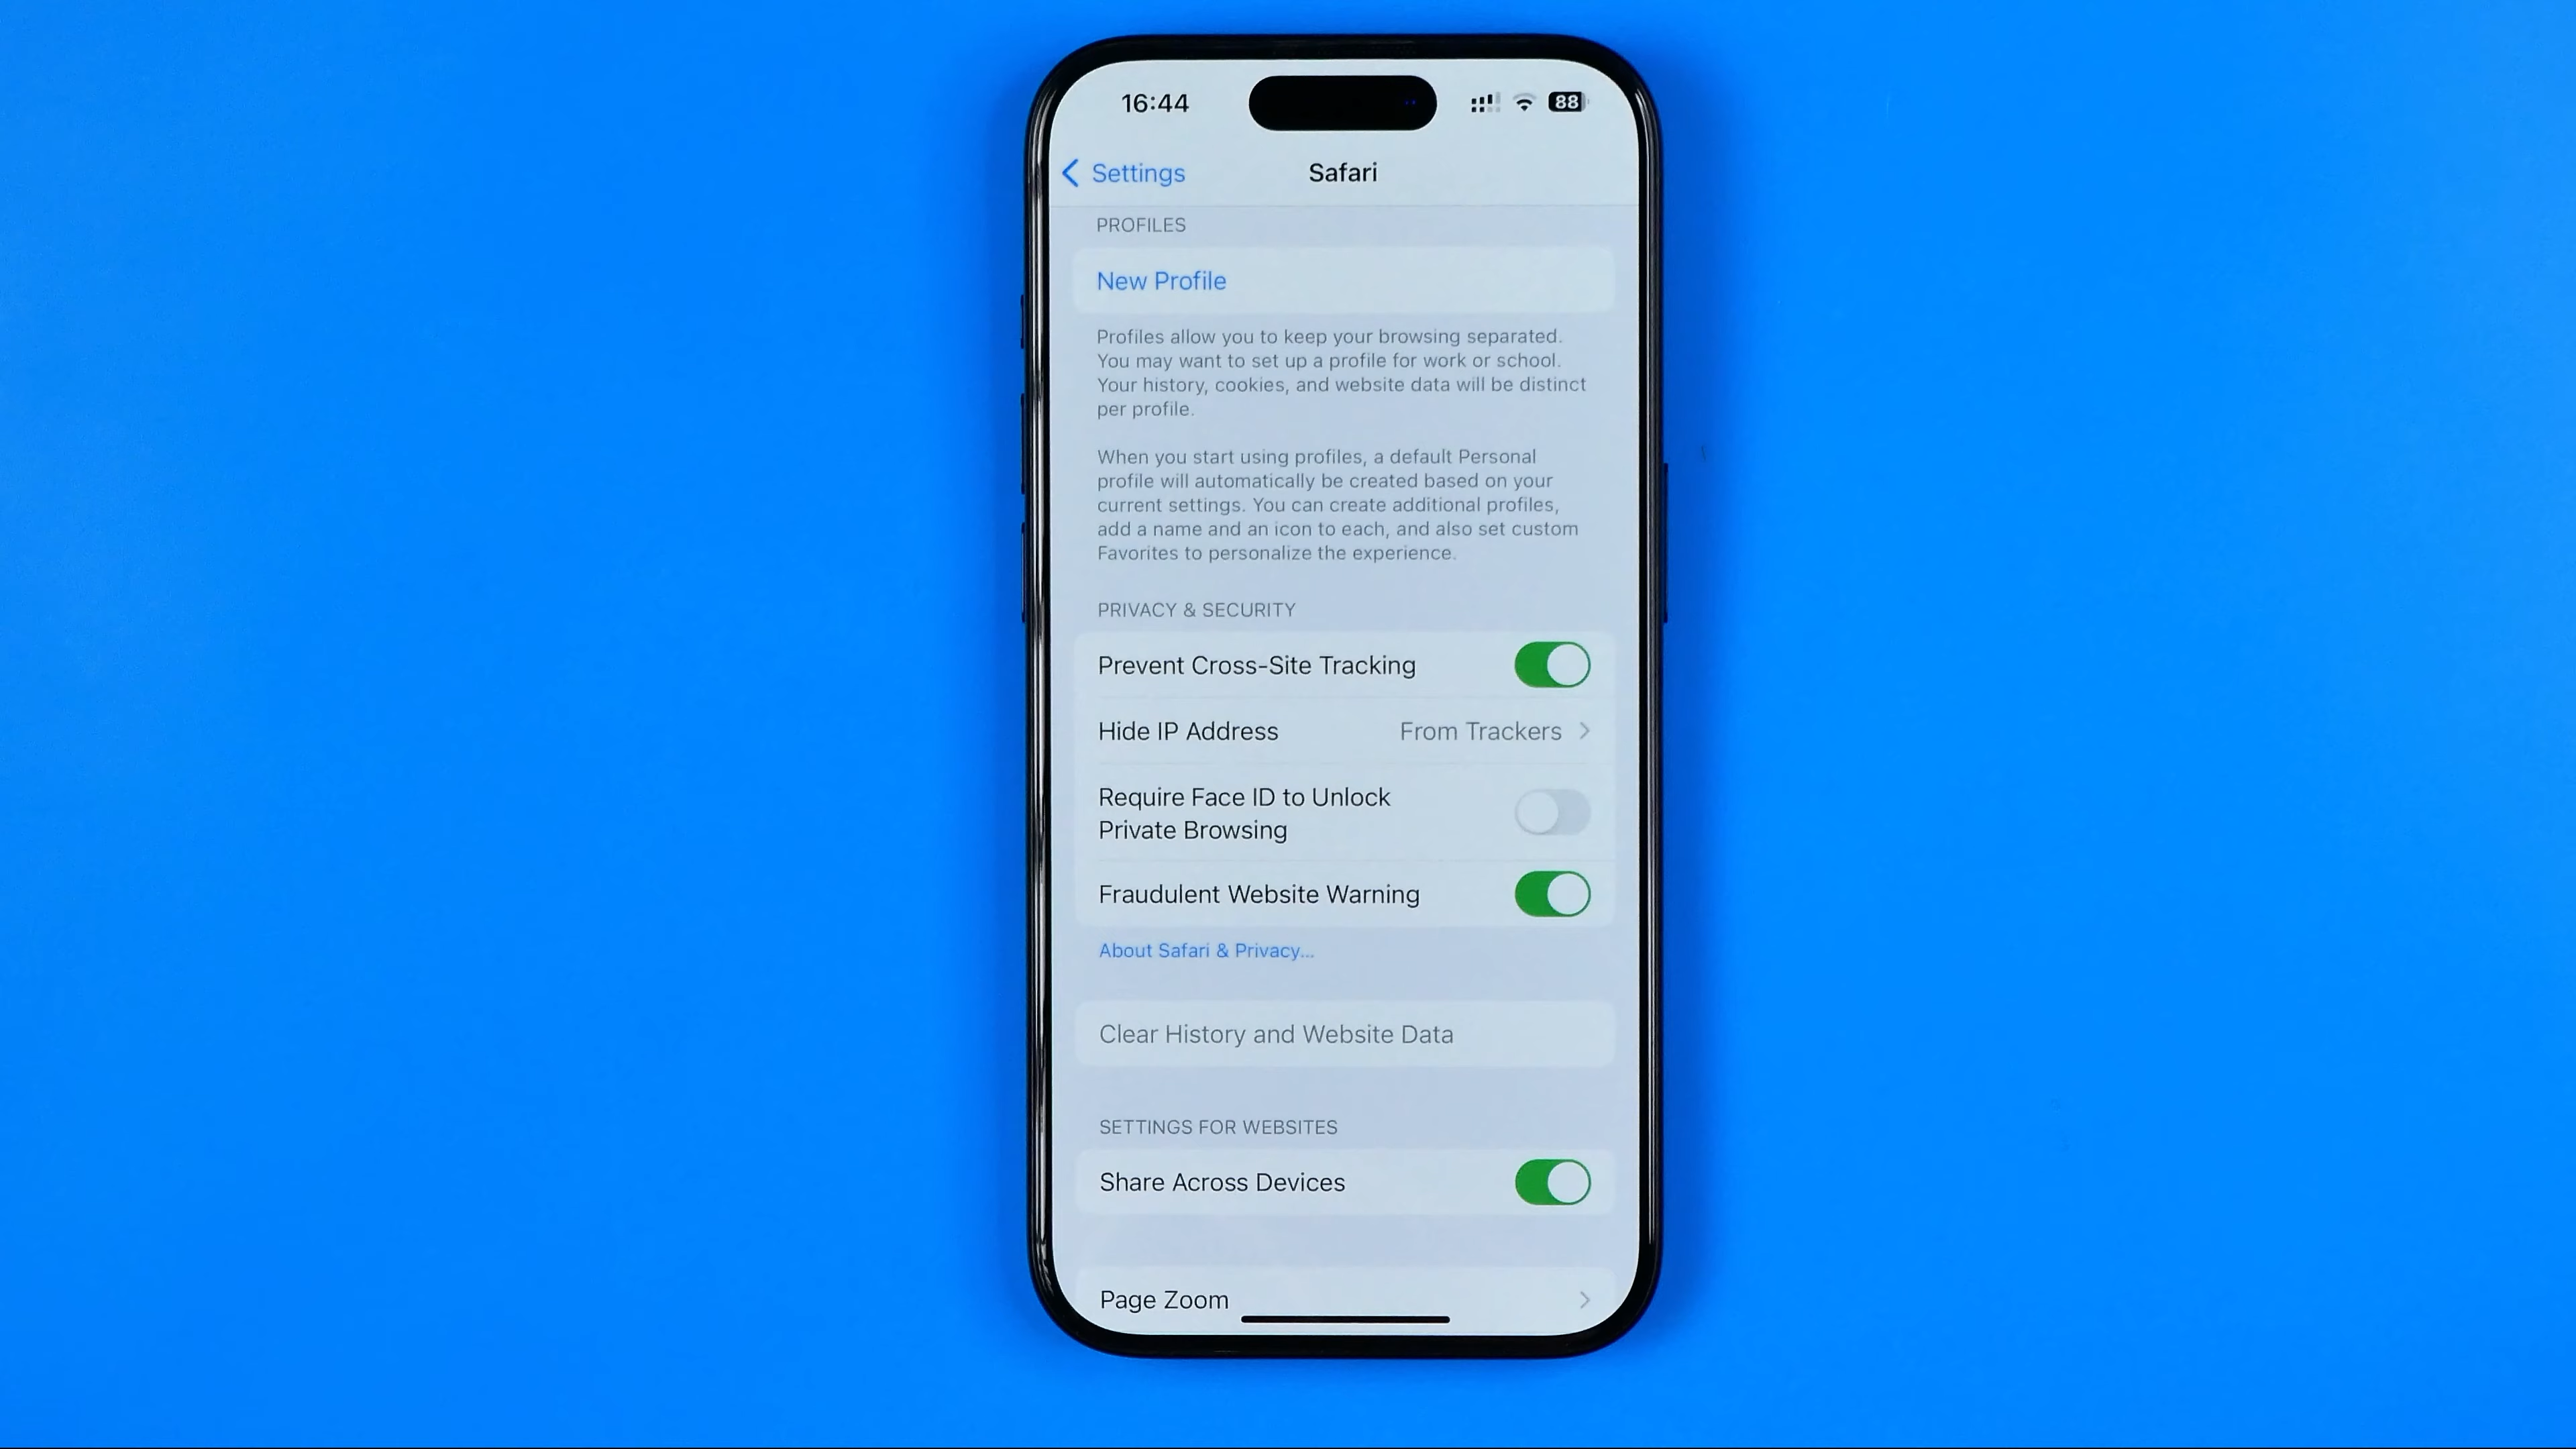 16:44
88
Settings
Safari
PROFILES
New Profile
Profiles allow you to keep your browsing separated.
You may want to set up a profile for work or school.
Your history, cookies, and website data will be distinct
per profile.
When you start using profiles, a default Personal
profile will automatically be created based on your
current settings. You can create additional profiles,
add a name and an icon to each, and also set custom
Favorites to personalize the experience.
PRIVACY & SECURITY
Prevent Cross-Site Tracking
Hide IP Address From Trackers
Require Face ID to Unlock
Private Browsing
Fraudulent Website Warning
About Safari & Privacy...
Clear History and Website Data
SETTINGS FOR WEBSITES
Share Across Devices
Page Zoom